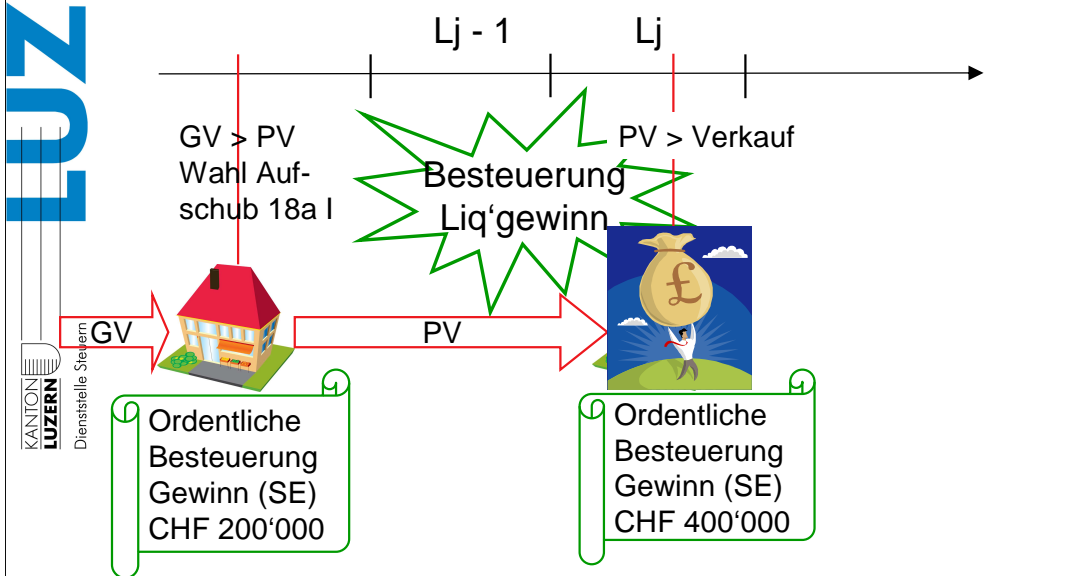 LUZ
KANTON
LUZERN
Dienststelle Steuern
Lj - 1
Lj
GV > PV
Wahl Auf-
schub 18a I
Besteuerung
Liq‘gewinn
PV > Verkauf
£
GV
PV
Ordentliche
Besteuerung
Gewinn (SE)
CHF 200‘000
Ordentliche
Besteuerung
Gewinn (SE)
CHF 400‘000